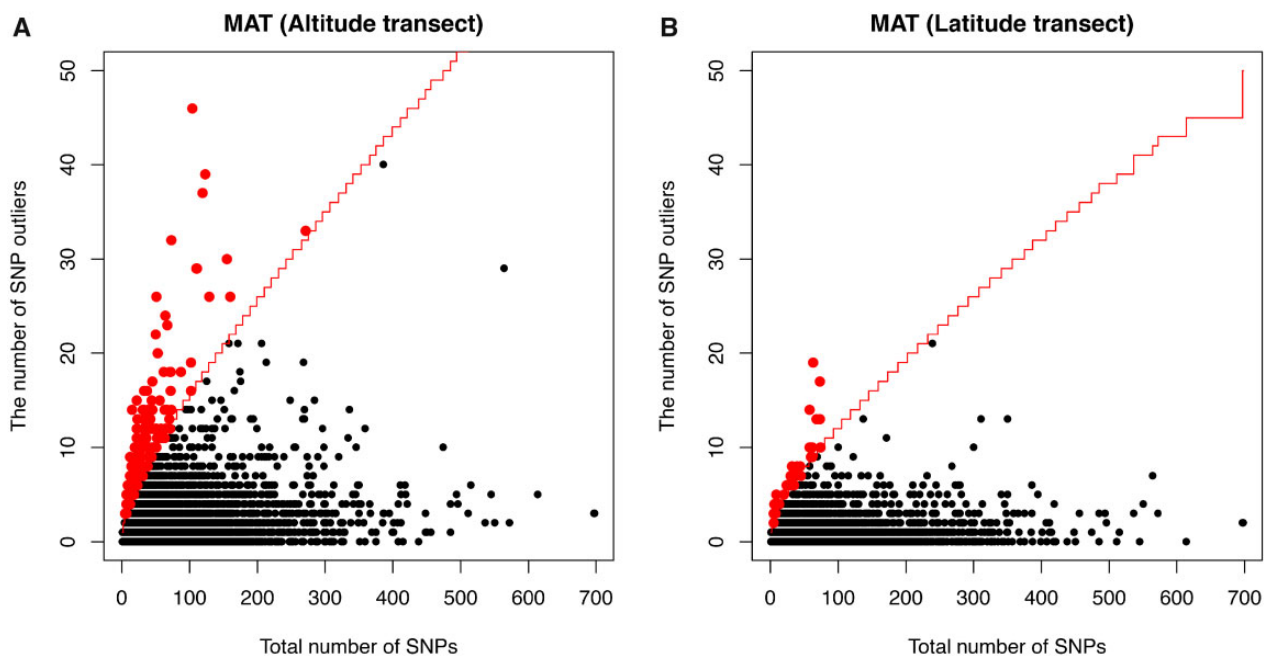 A MAT (Altitude transect)
The number of SNP outliers
50
40
30
20
10
0
0 100 200 300 400 500 600 700
Total number of SNPs
B MAT (Latitude transect)
The number of SNP outliers
50
40
30
20
10
0
0 100 200 300 400 500 600 700
Total number of SNPs